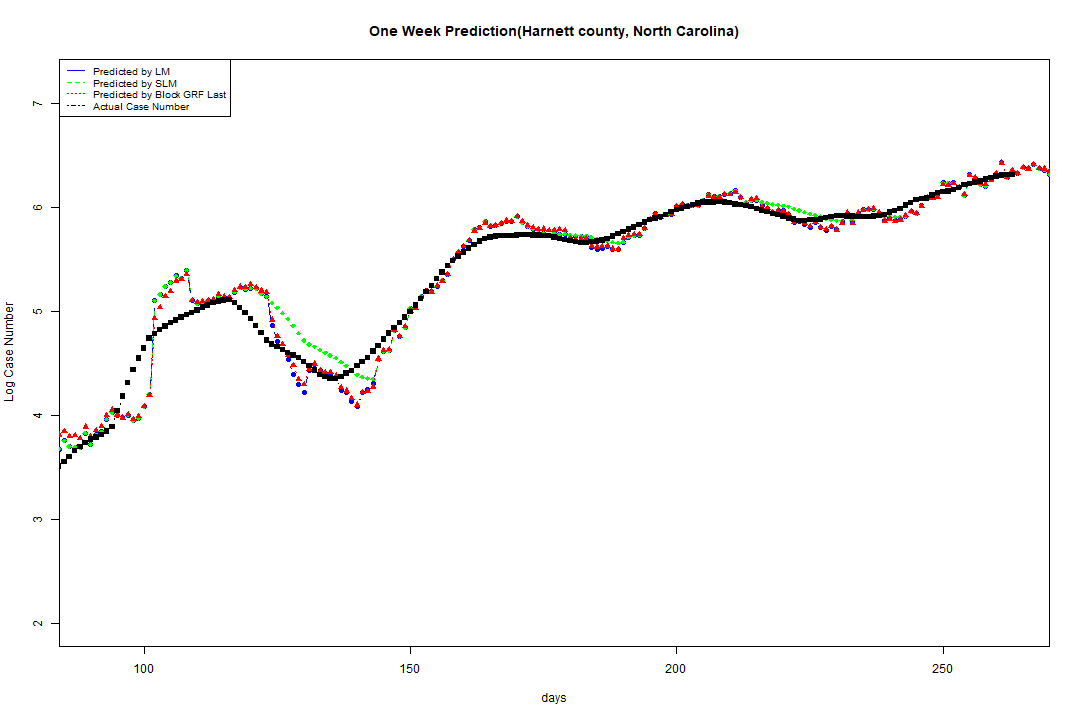 One Week Prediction(Harnett county, North Carolina)
Predicted by LM
Predicted by SLM
Predicted by Block GRF Last
Actual Case Number
7
6
5
4
3
2
Log Case Number
100 150 200 250
days